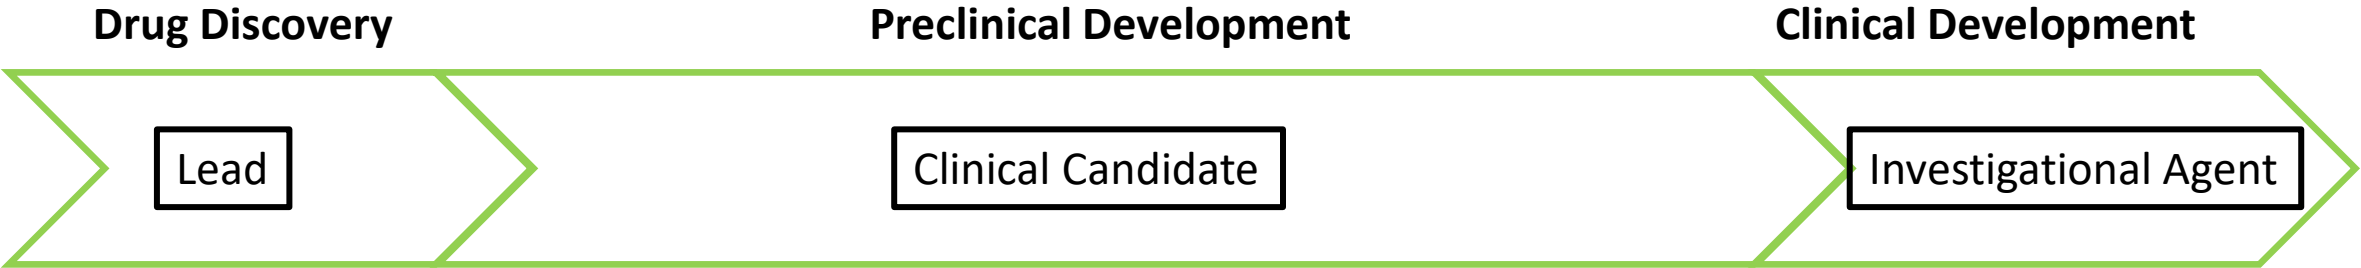 Drug Discovery
Preclinical Development
Clinical Development
Lead
Clinical Candidate
Investigational Agent